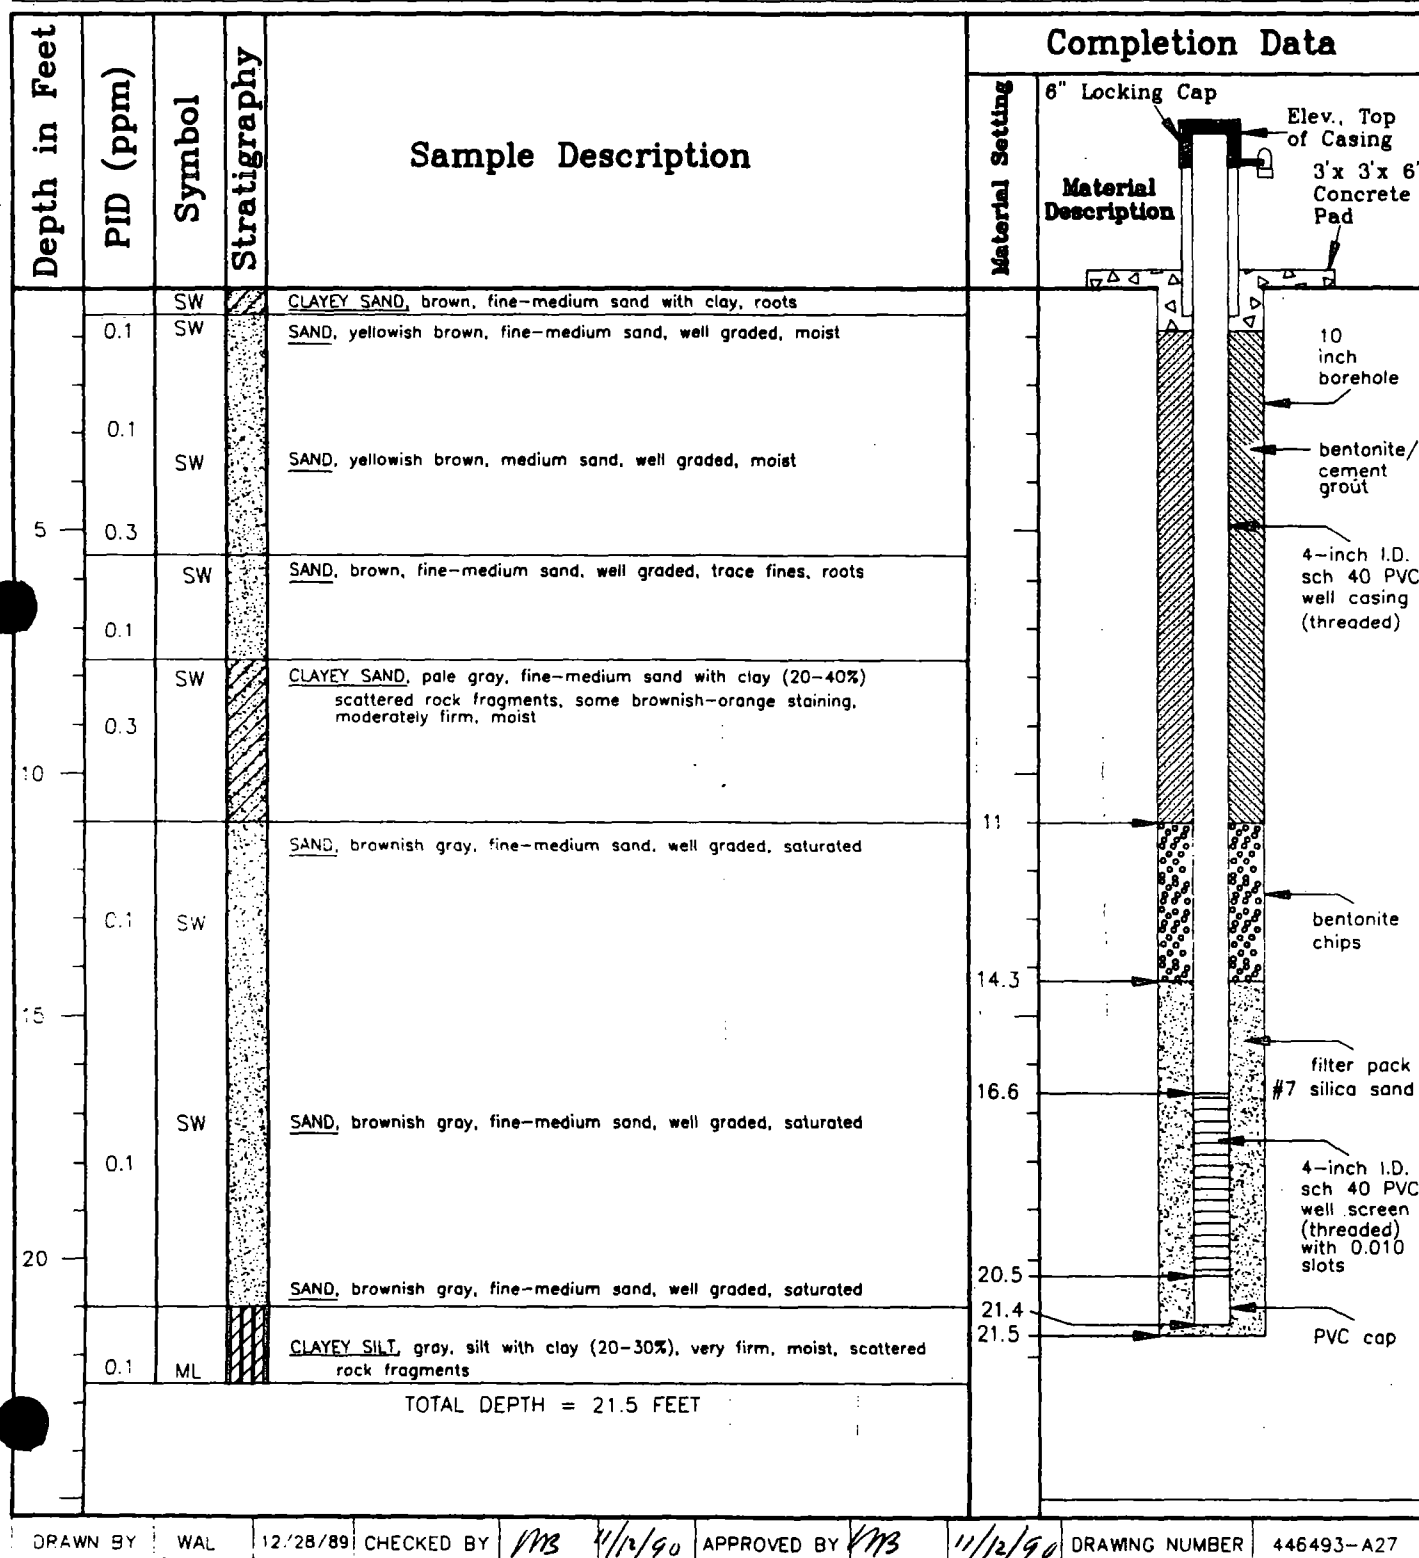 Depth in Feet
PID (ppm)
Symbol
Stratigraphy
Sample Description
Completion Data
Material Setting
6" Locking Cap
Elev., Top
of Casing
3'x 3'x 6"
Concrete
Pad
Material
Description
SW CLAYEY SAND, brown, fine-medium sand with clay, roots
0.1 SW SAND, yellowish brown, fine-medium sand, well graded, moist
10
inch
borehole
0.1
SW SAND, yellowish brown, medium sand, well graded, moist
bentonite/
cement
grout
5 0.3
4-inch I.D.
sch 40 PVC
well casing
(threaded)
SW SAND, brown, fine-medium sand, well graded, trace fines, roots
0.1
SW CLAYEY SAND, pale gray, fine-medium sand with clay (20-40%)
scattered rock fragments, some brownish-orange staining,
moderately firm, moist
0.3
10
11
SAND, brownish gray, fine-medium sand, well graded, saturated
0.1 SW
bentonite
chips
14.3
15
filter pack
#7 silica sand
16.6
SW SAND, brownish gray, fine-medium sand, well graded, saturated
0.1
4-inch I.D.
sch 40 PVC
well screen
(threaded)
with 0.010
slots
20
20.5
SAND, brownish gray, fine-medium sand, well graded, saturated
21.4
21.5
PVC cap
CLAYEY SILT, gray, silt with clay (20-30%), very firm, moist, scattered
rock fragments
0.1 ML
TOTAL DEPTH = 21.5 FEET
DRAWN BY WAL 12/28/89 CHECKED BY 11/12/90 APPROVED BY 11/12/90 DRAWING NUMBER 446493-A27